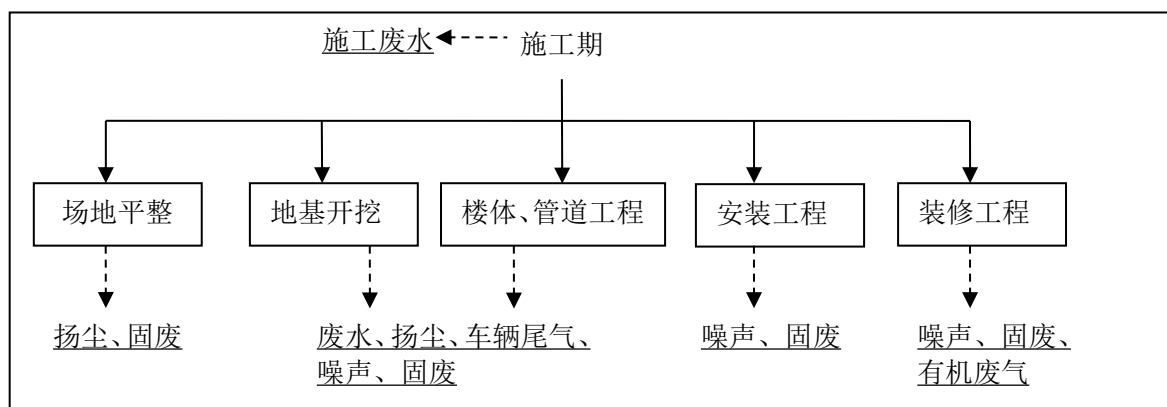 施工废水 施工期
场地平整 地基开挖 楼体、管道工程 安装工程 装修工程
扬尘、固废 废水、扬尘、车辆尾气、 噪声、固废 噪声、固废、
噪声、固废 有机废气